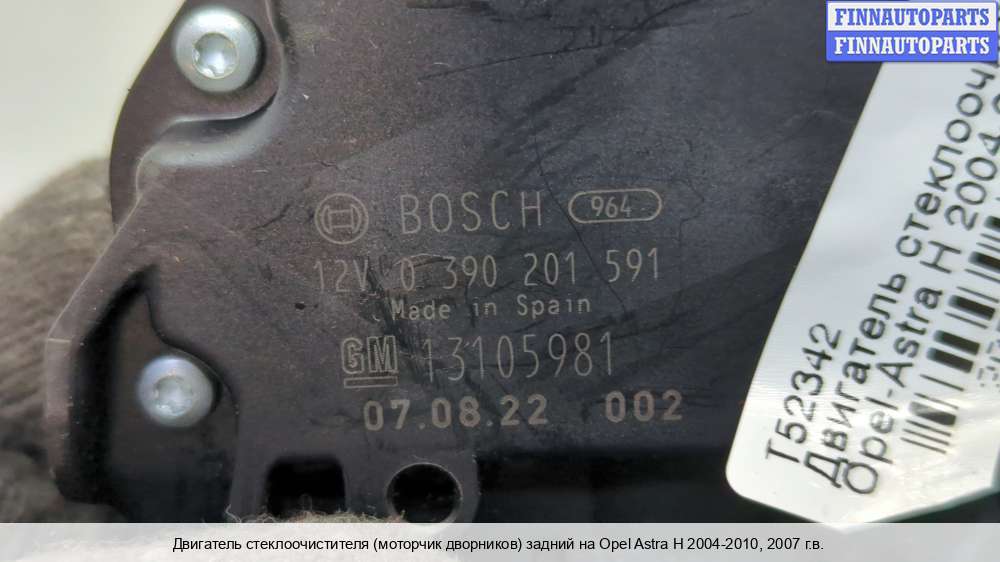 FINNAUTOPARTS
FINNAUTOPARTS
BOSCH 964
12V 0 390 201 591
Made in Spain
GM 13105981
07.08.22 002
T52342
Двигатель стеклооч
Opel-Astra H 2004
Двигатель стеклоочистителя (моторчик дворников) задний на Opel Astra H 2004-2010, 2007 г.в.